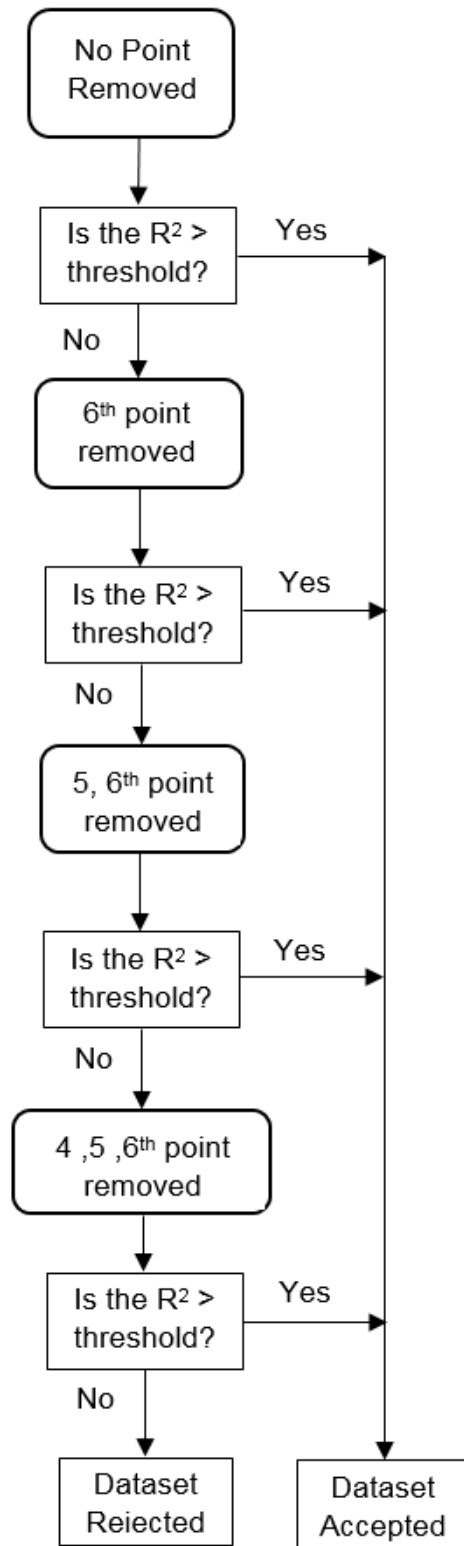 No Point
Removed
Is the R² >
threshold?
Yes
No
6th point
removed
Is the R² >
threshold?
Yes
No
5, 6th point
removed
Is the R² >
threshold?
Yes
No
4 ,5 ,6th point
removed
Is the R² >
threshold?
Yes
No
Dataset
Rejected
Dataset
Accepted